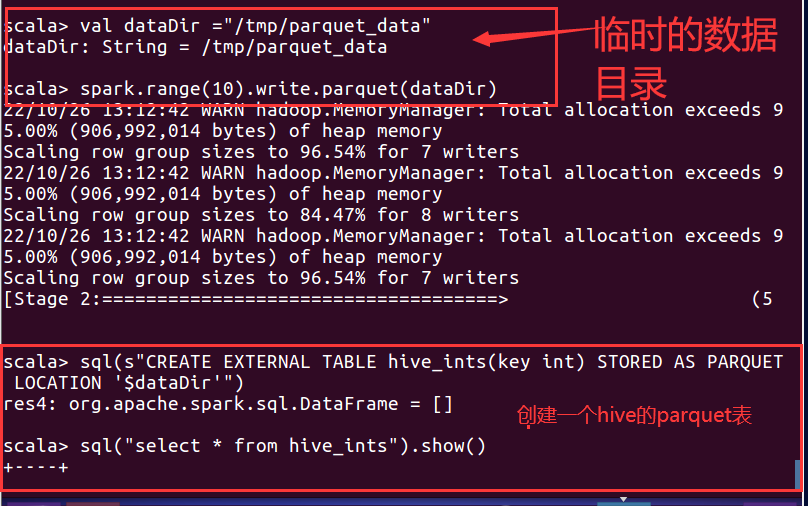 scala> val dataDir ="/tmp/parquet_data"
dataDir: String = /tmp/parquet_data
临时的数据
目录
scala> spark.range(10).write.parquet(dataDir)
22/10/26 13:12:42 WARN hadoop.MemoryManager: Total allocation exceeds 9
5.00% (906,992,014 bytes) of heap memory
Scaling row group sizes to 96.54% for 7 writers
22/10/26 13:12:42 WARN hadoop.MemoryManager: Total allocation exceeds 9
5.00% (906,992,014 bytes) of heap memory
Scaling row group sizes to 84.47% for 8 writers
22/10/26 13:12:42 WARN hadoop.MemoryManager: Total allocation exceeds 9
5.00% (906,992,014 bytes) of heap memory
Scaling row group sizes to 96.54% for 7 writers
[Stage 2:====================================> (5
scala> sql(s"CREATE EXTERNAL TABLE hive_ints(key int) STORED AS PARQUET
LOCATION '$dataDir'")
res4: org.apache.spark.sql.DataFrame = []
创建一个hive的parquet表
scala> sql("select * from hive_ints").show()
+----+